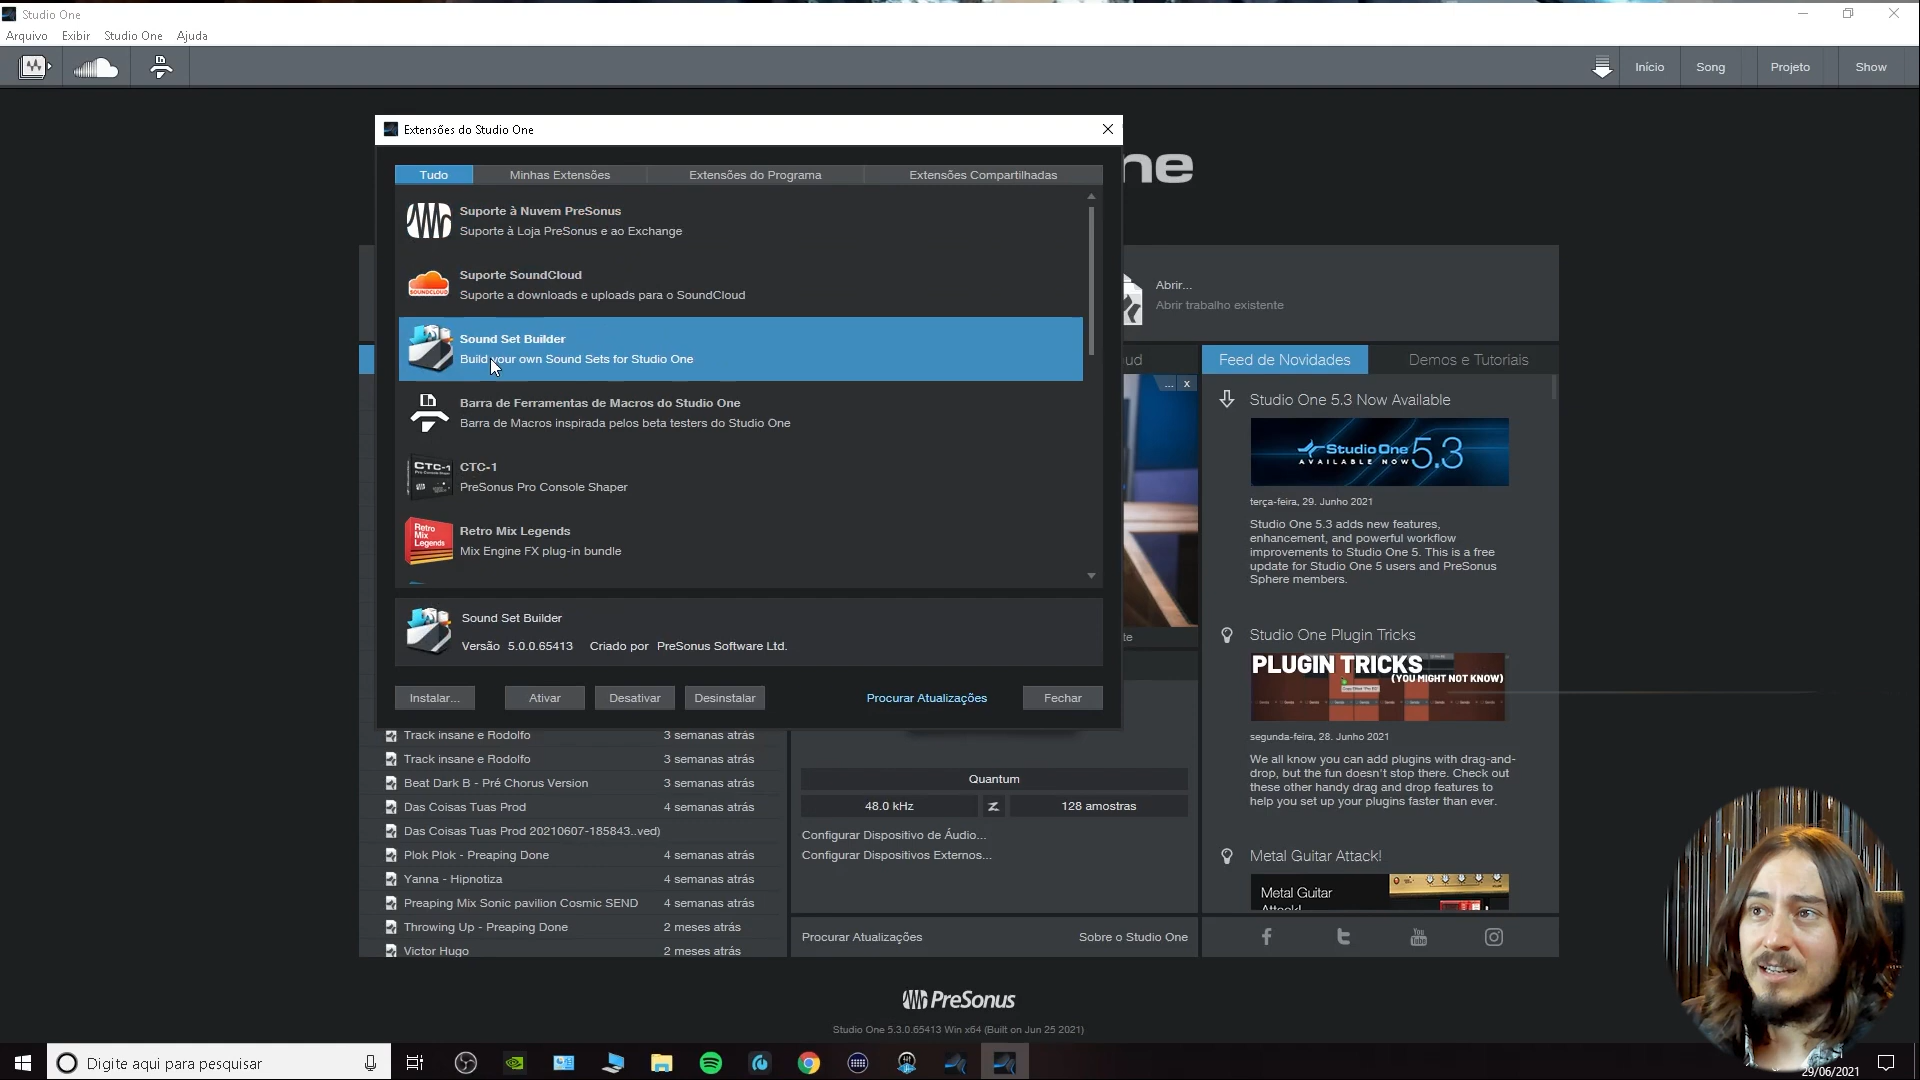 Studio One
Arquivo Exibir Studio One Ajuda
Início Song Projeto Show
Extensões do Studio One
ne
Tudo Minhas Extensões Extensões do Programa Extensões Compartilhadas
Suporte à Nuvem PreSonus
Suporte à Loja PreSonus e ao Exchange
Suporte SoundCloud
Suporte a downloads e uploads para o SoundCloud
Sound Set Builder
Build your own Sound Sets for Studio One
Barra de Ferramentas de Macros do Studio One
Barra de Macros inspirada pelos beta testers do Studio One
CTC-1
CTC-1
PreSonus Pro Console Shaper
Retro Mix Legends
Retro
Mix
Legends
Mix Engine FX plug-in bundle
Sound Set Builder
Versão 5.0.0.65413 Criado por PreSonus Software Ltd.
Instalar... Ativar Desativar Desinstalar Procurar Atualizações Fechar
Abrir...
Abrir trabalho existente
ud
... x
te
Feed de Novidades Demos e Tutoriais
Studio One 5.3 Now Available
Studio One 5.3
AVAILABLE NOW
terça-feira, 29. Junho 2021
Studio One 5.3 adds new features,
enhancement, and powerful workflow
improvements to Studio One 5. This is a free
update for Studio One 5 users and PreSonus
Sphere members.
Studio One Plugin Tricks
PLUGIN TRICKS
(YOU MIGHT NOT KNOW)
segunda-feira, 28. Junho 2021
We all know you can add plugins with drag-and-
drop, but the fun doesn't stop there. Check out
these other handy drag and drop features to
help you set up your plugins faster than ever.
Metal Guitar Attack!
Metal Guitar
Attack!
Track insane e Rodolfo 3 semanas atrás
Track insane e Rodolfo 3 semanas atrás
Beat Dark B - Pré Chorus Version 3 semanas atrás
Das Coisas Tuas Prod 4 semanas atrás
Das Coisas Tuas Prod 20210607-185843..ved)
Plok Plok - Preaping Done 4 semanas atrás
Yanna - Hipnotiza 4 semanas atrás
Preaping Mix Sonic pavilion Cosmic SEND 4 semanas atrás
Throwing Up - Preaping Done 2 meses atrás
Victor Hugo 2 meses atrás
Quantum
48.0 kHz 128 amostras
Configurar Dispositivo de Áudio...
Configurar Dispositivos Externos...
Procurar Atualizações Sobre o Studio One
PreSonus
Studio One 5.3.0.65413 Win x64 (Built on Jun 25 2021)
Digite aqui para pesquisar
29/06/2021